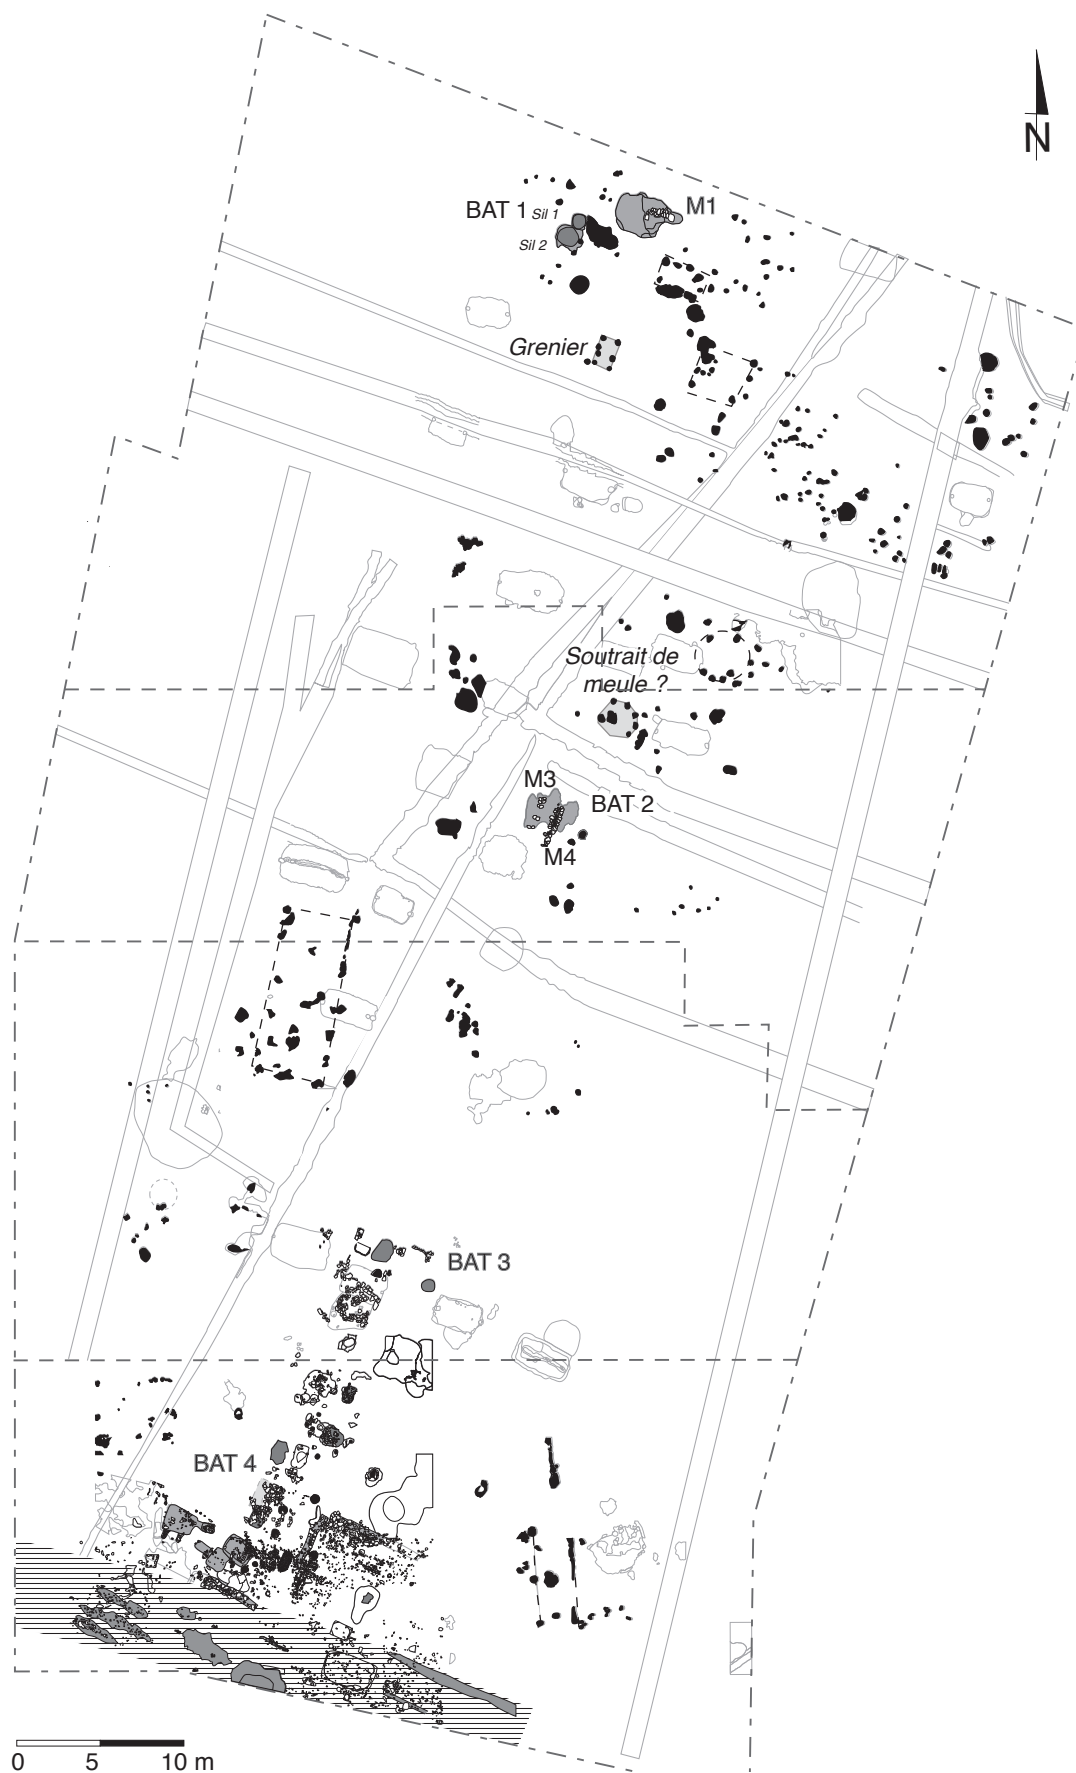 N
BAT 1 Sil 1
M1
Sil 2
Grenier
Soutrait de
meule ?
M3
BAT 2
M4
BAT 3
BAT 4
0 5 10 m